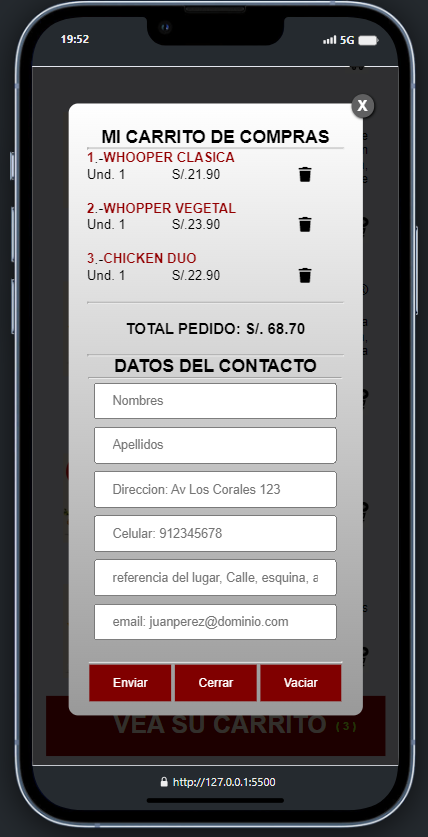 19:52
5G
X
MI CARRITO DE COMPRAS
1.-WHOOPER CLASICA
Und. 1 S/.21.90
2.-WHOPPER VEGETAL
Und. 1 S/.23.90
3.-CHICKEN DUO
Und. 1 S/.22.90
TOTAL PEDIDO: S/. 68.70
DATOS DEL CONTACTO
Nombres
Apellidos
Direccion: Av Los Corales 123
Celular: 912345678
referencia del lugar, Calle, esquina, a
email: juanperez@dominio.com
Enviar Cerrar Vaciar
VEA SU CARRITO ( 3 )
http://127.0.0.1:5500